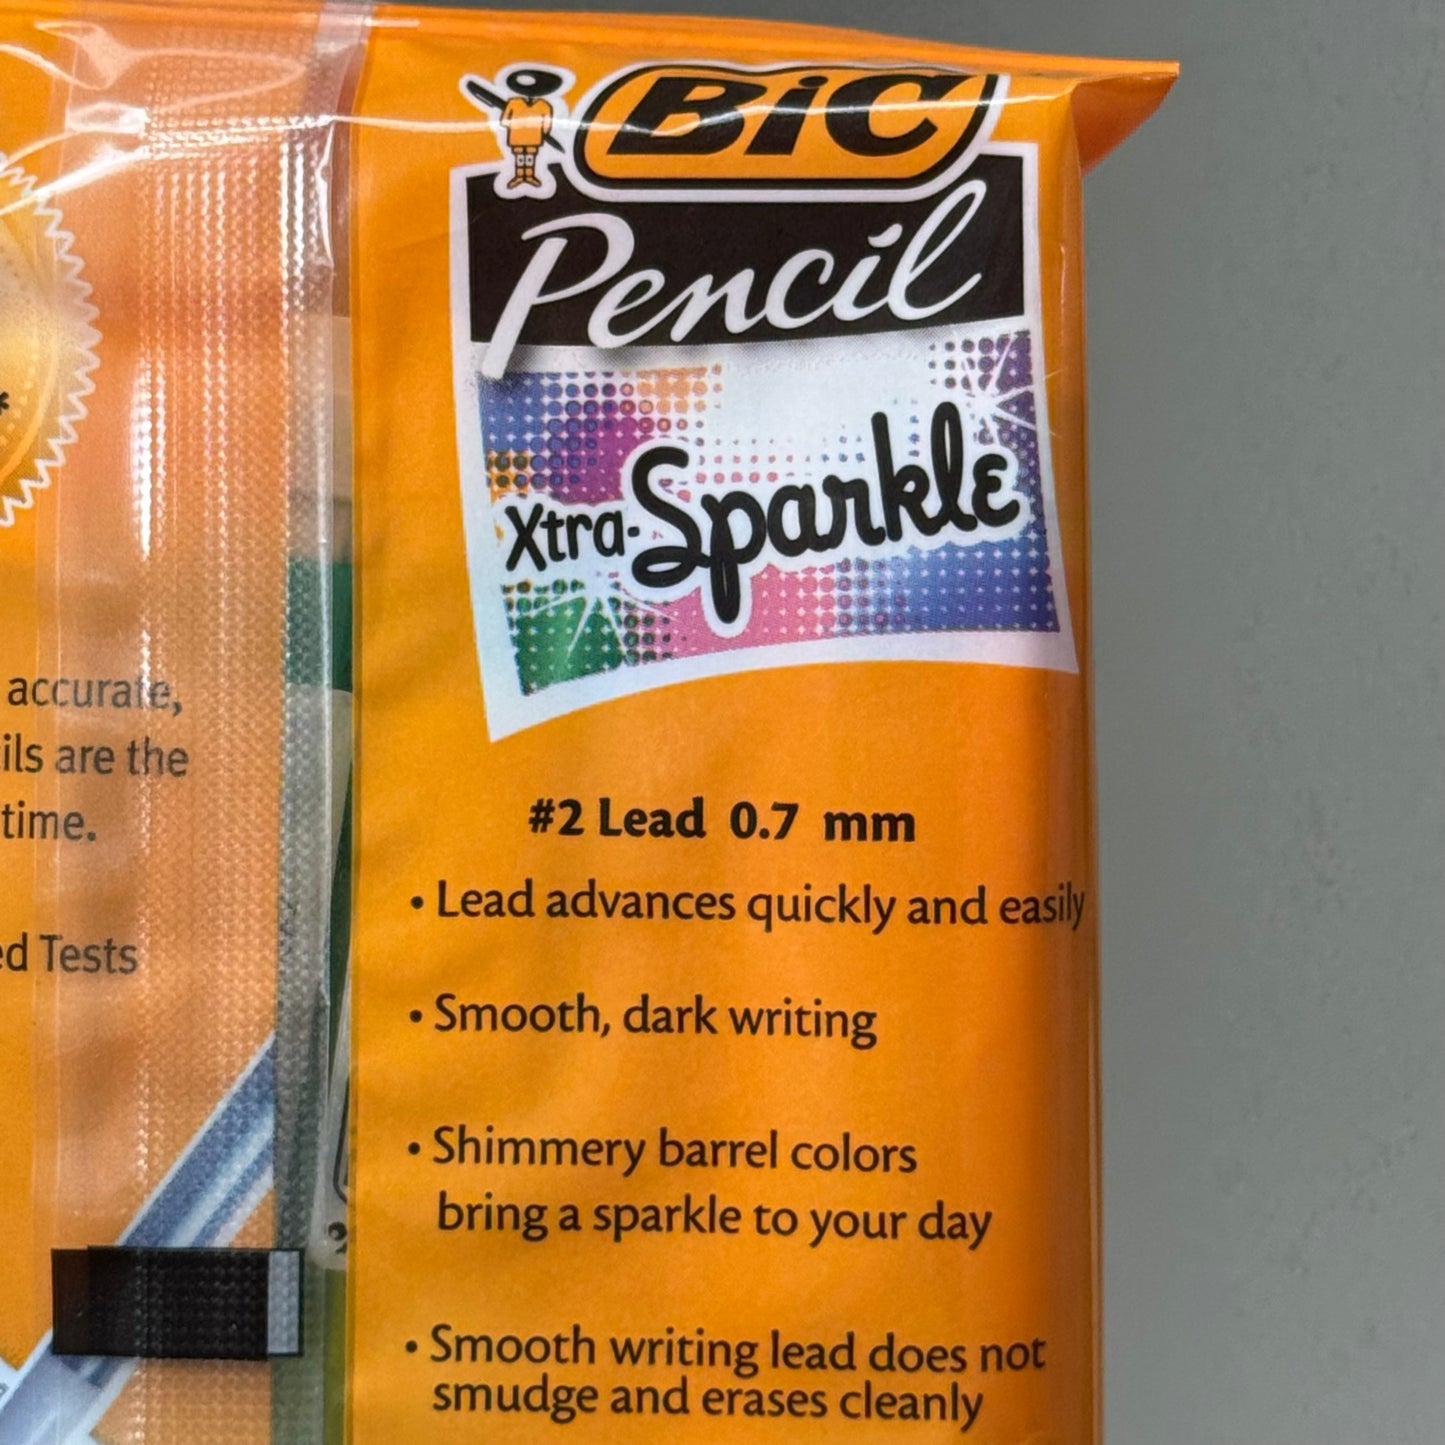 BiC
Pencil
Xtra-Sparkle
#2 Lead 0.7 mm
• Lead advances quickly and easily
• Smooth, dark writing
• Shimmery barrel colors
bring a sparkle to your day
• Smooth writing lead does not
smudge and erases cleanly
*
accurate,
ils are the
time.
ed Tests